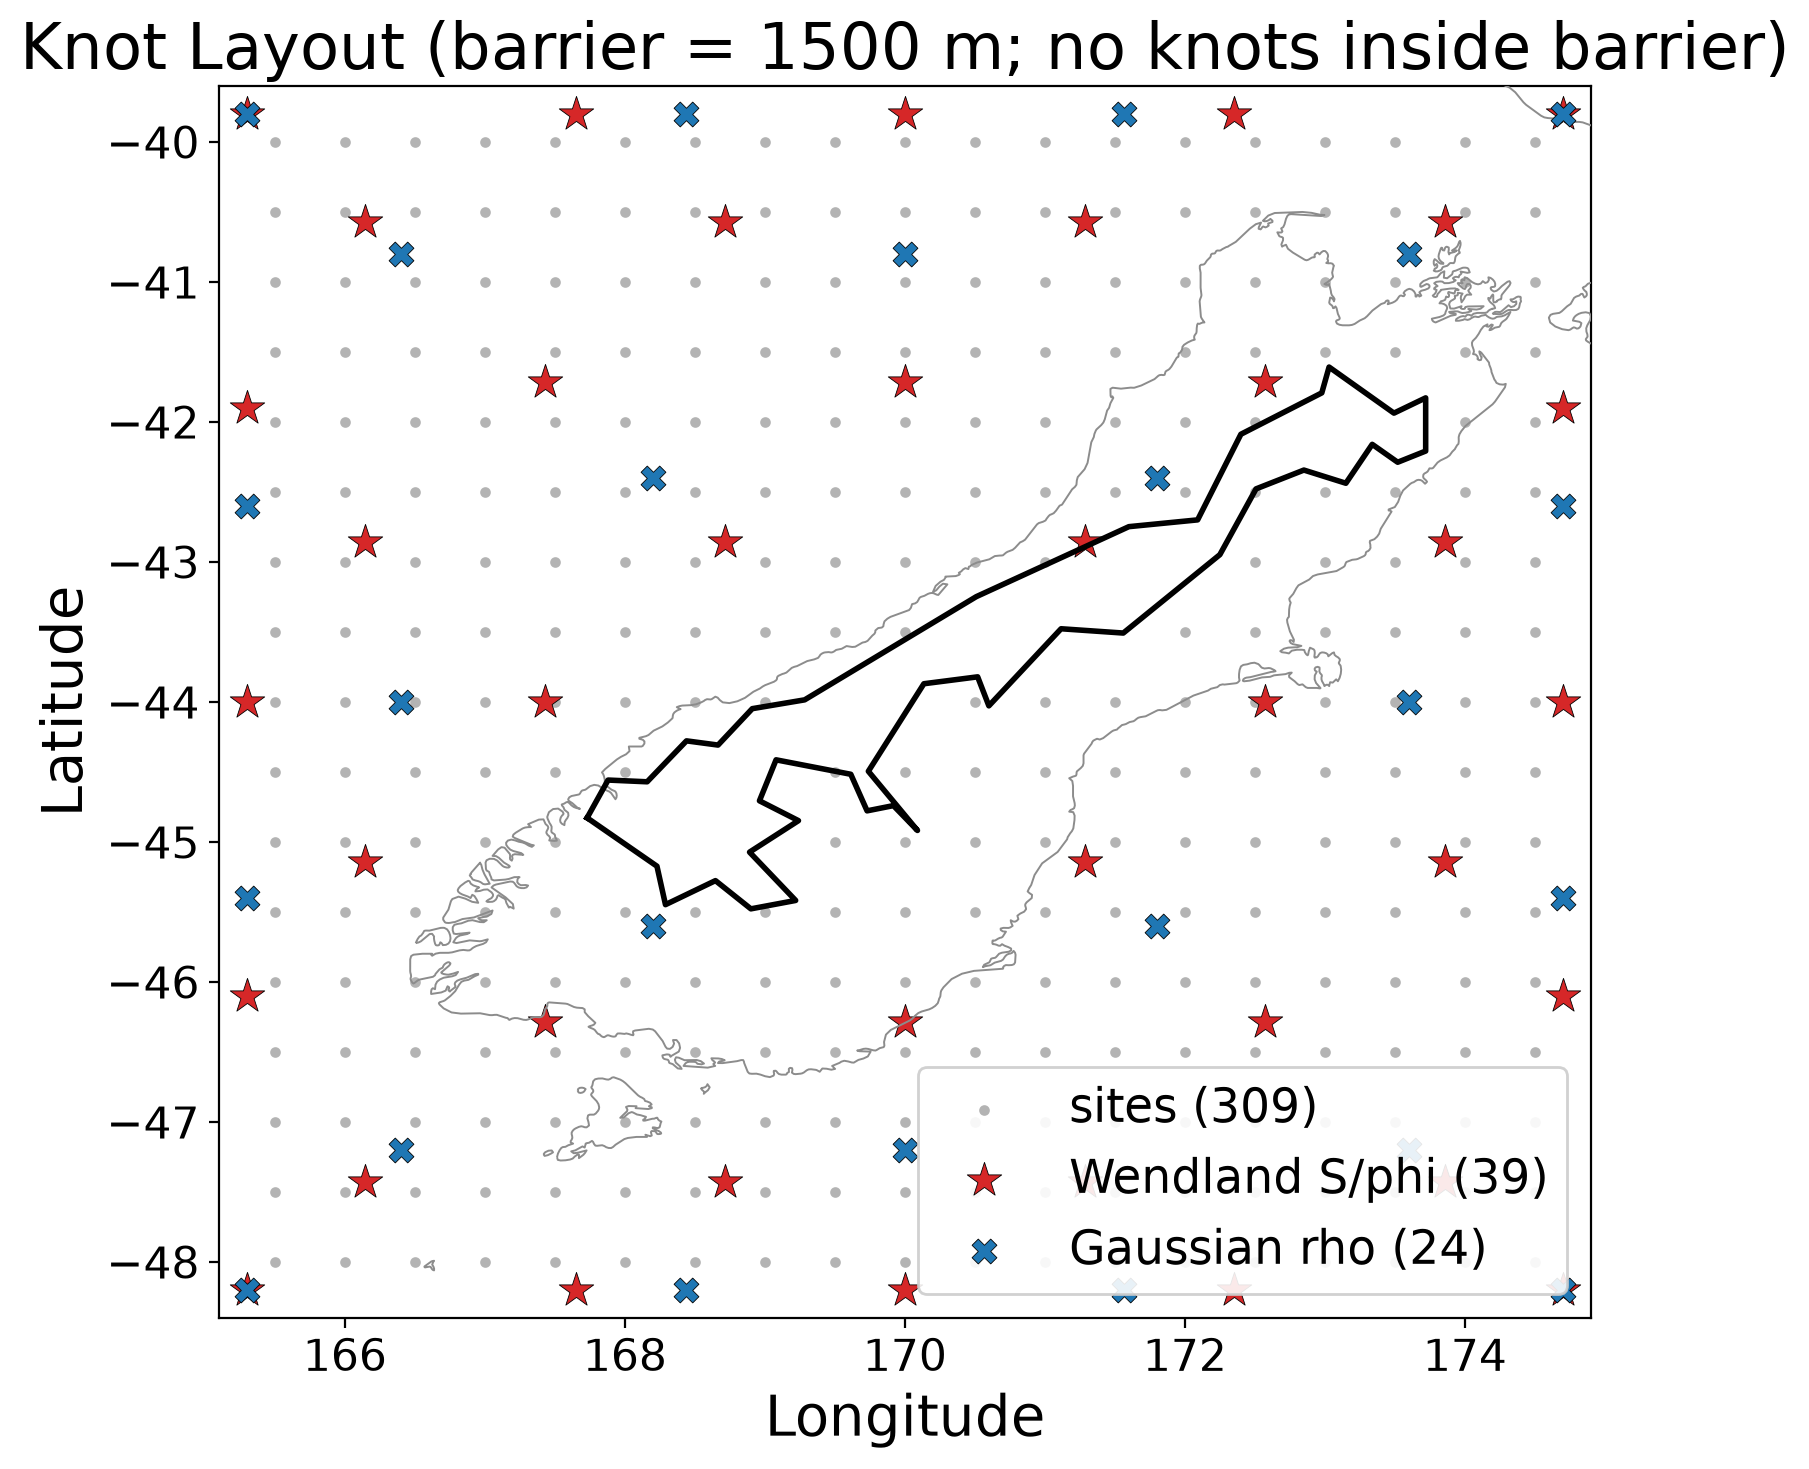 Knot Layout (barrier = 1500 m; no knots inside barrier)
−40
−41
−42
−43
−44
−45
−46
−47
−48
Latitude
sites (309)
Wendland S/phi (39)
Gaussian rho (24)
166
168
170
172
174
Longitude